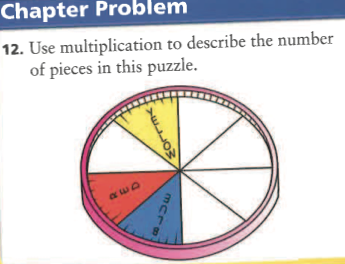 Chapter Problem
12. Use multiplication to describe the number
of pieces in this puzzle.
YELLOW
RED
BLUE